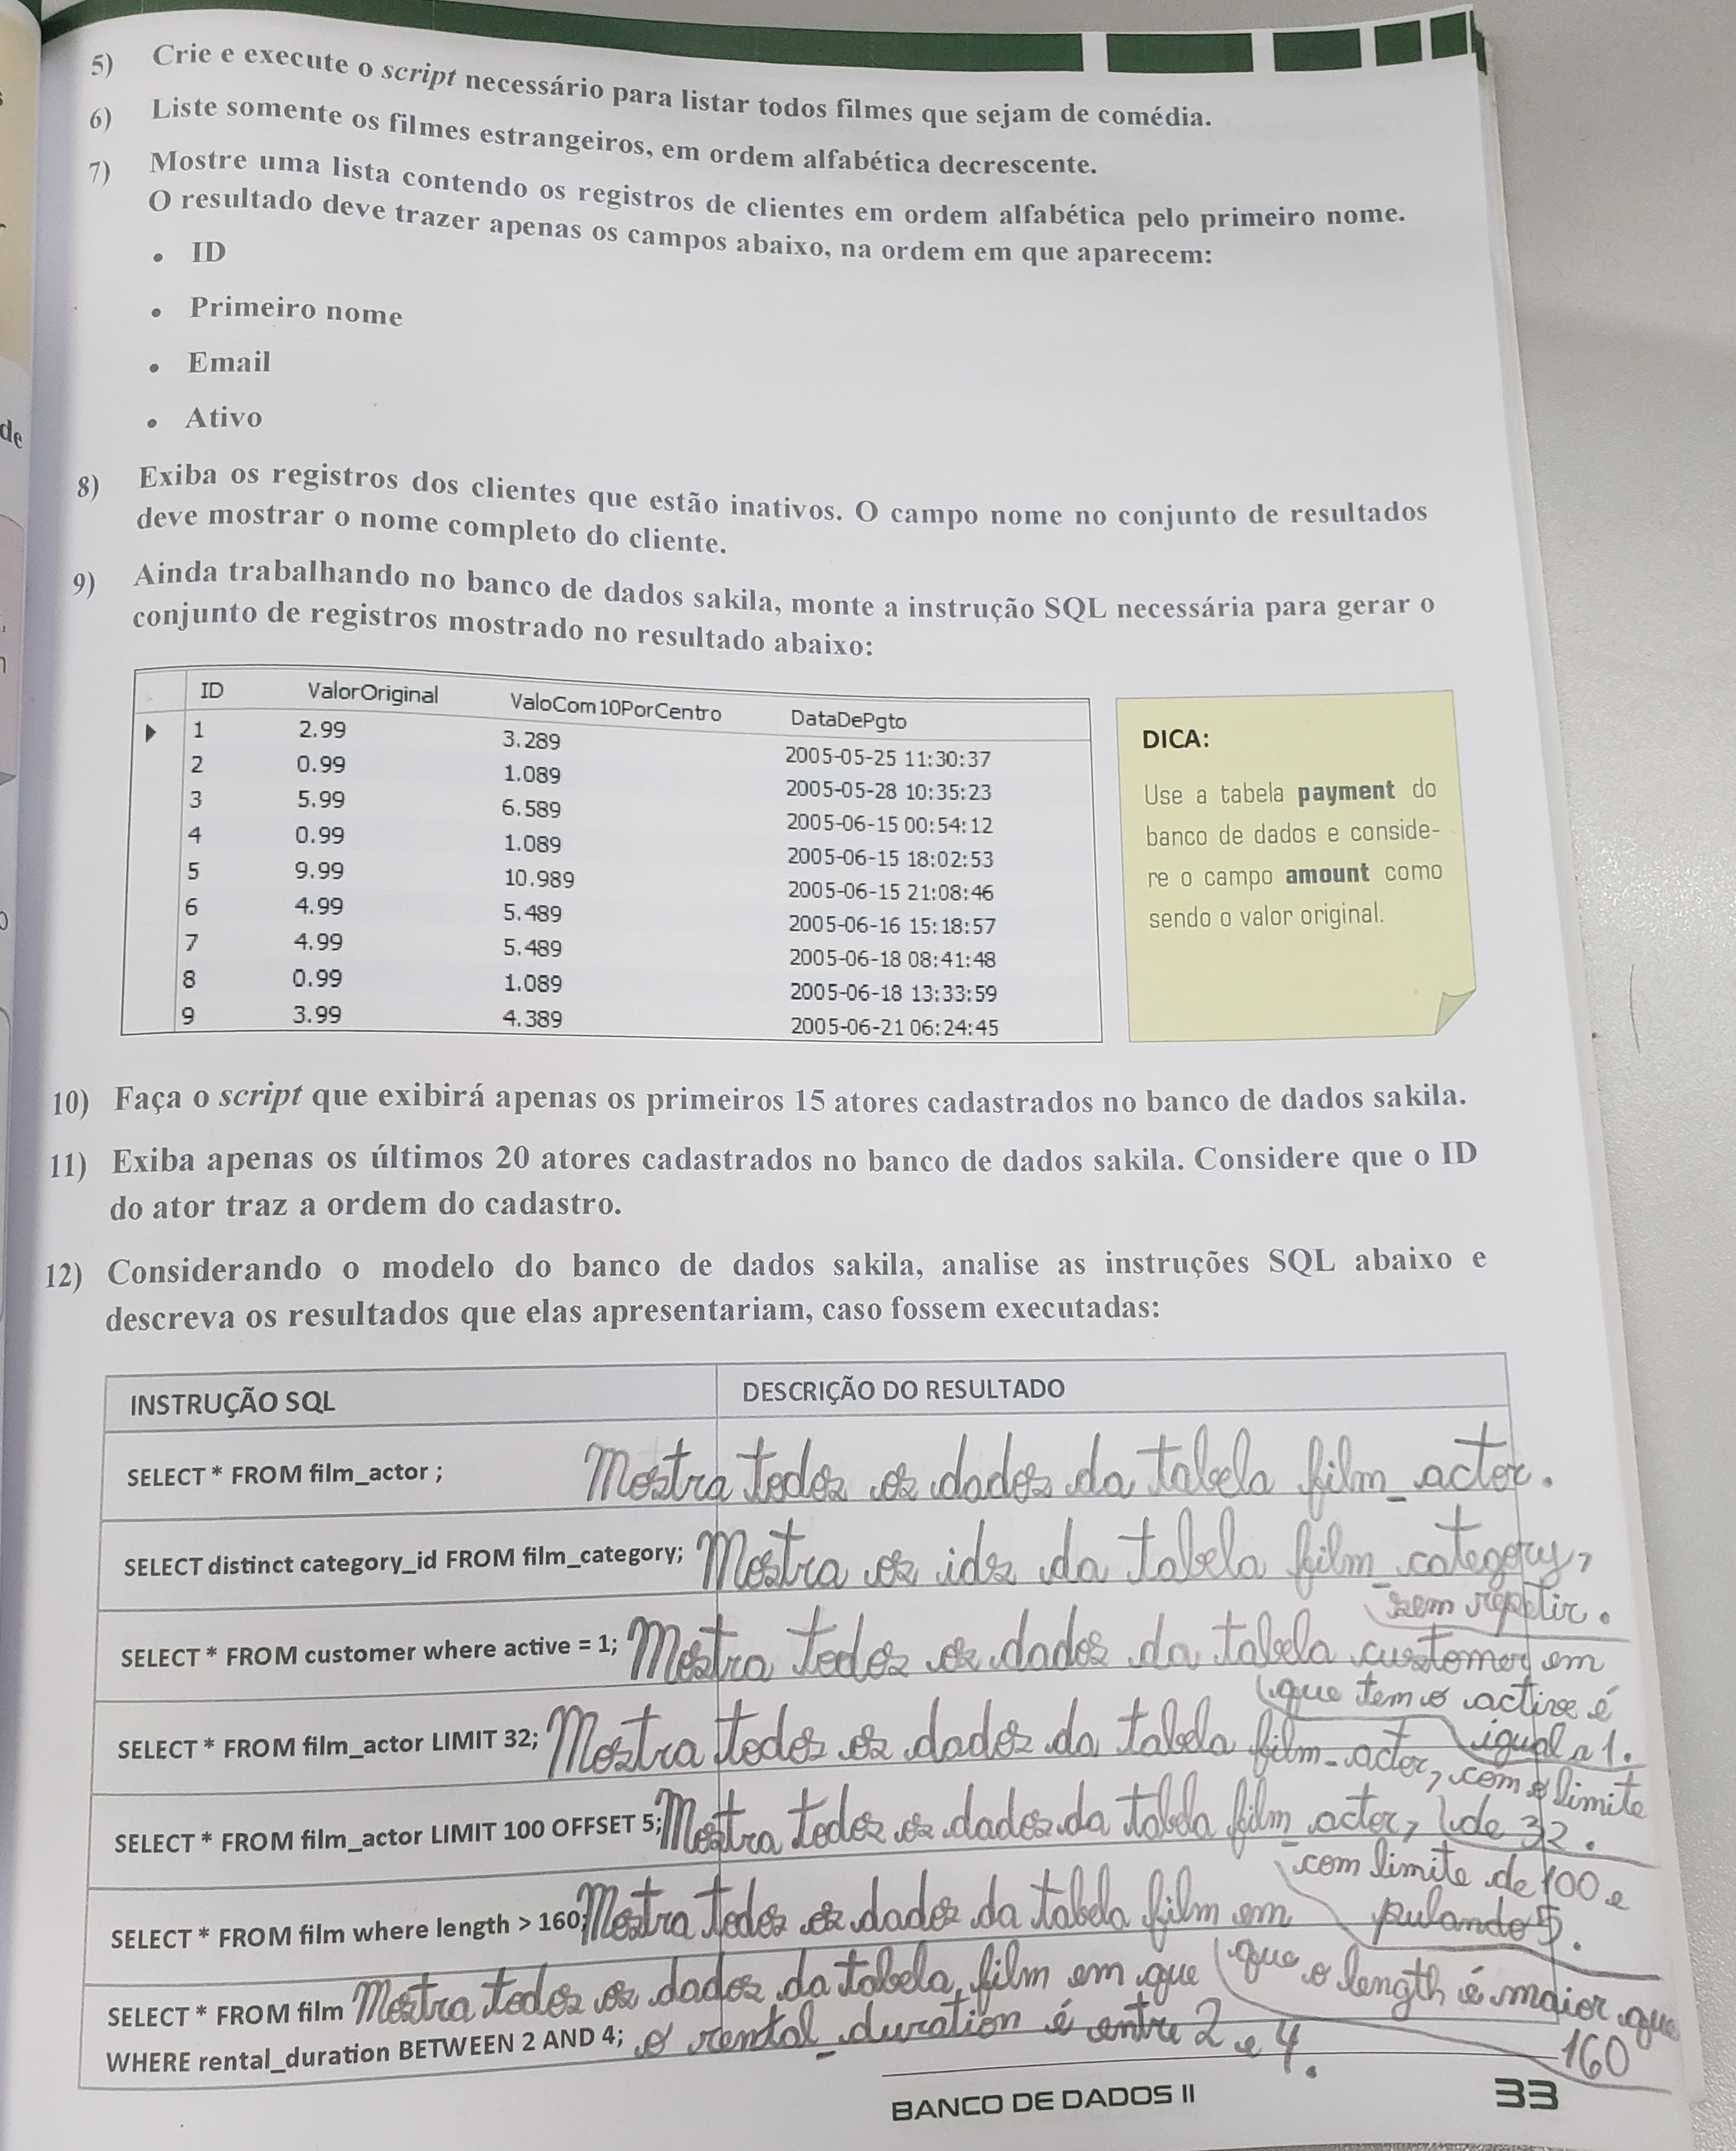 5) Crie e execute o script necessário para listar todos filmes que sejam de comédia.
6) Liste somente os filmes estrangeiros, em ordem alfabética decrescente.
7) Mostre uma lista contendo os registros de clientes em ordem alfabética pelo primeiro nome.
O resultado deve trazer apenas os campos abaixo, na ordem em que aparecem:
• ID
• Primeiro nome
• Email
• Ativo
8) Exiba os registros dos clientes que estão inativos. O campo nome no conjunto de resultados
deve mostrar o nome completo do cliente.
9) Ainda trabalhando no banco de dados sakila, monte a instrução SQL necessária para gerar o
conjunto de registros mostrado no resultado abaixo:
ID ValorOriginal ValoCom10PorCentro DataDePgto
1 2.99 3.289 2005-05-25 11:30:37
2 0.99 1.089 2005-05-28 10:35:23
3 5.99 6.589 2005-06-15 00:54:12
4 0.99 1.089 2005-06-15 18:02:53
5 9.99 10.989 2005-06-15 21:08:46
6 4.99 5.489 2005-06-16 15:18:57
7 4.99 5.489 2005-06-18 08:41:48
8 0.99 1.089 2005-06-18 13:33:59
9 3.99 4.389 2005-06-21 06:24:45
DICA:
Use a tabela payment do
banco de dados e conside-
re o campo amount como
sendo o valor original.
10) Faça o script que exibirá apenas os primeiros 15 atores cadastrados no banco de dados sakila.
11) Exiba apenas os últimos 20 atores cadastrados no banco de dados sakila. Considere que o ID
do ator traz a ordem do cadastro.
12) Considerando o modelo do banco de dados sakila, analise as instruções SQL abaixo e
descreva os resultados que elas apresentariam, caso fossem executadas:
INSTRUÇÃO SQL DESCRIÇÃO DO RESULTADO
SELECT * FROM film_actor ; Mostra todos os dados da tabela film_actor.
SELECT distinct category_id FROM film_category; Mostra os ids da tabela film_category,
sem repetir.
SELECT * FROM customer where active = 1; Mostra todos os dados da tabela customer em
que tem o active é
igual a 1.
SELECT * FROM film_actor LIMIT 32; Mostra todos os dados da tabela film_actor, com o limite
de 32.
SELECT * FROM film_actor LIMIT 100 OFFSET 5; Mostra todos os dados da tabela film_actor,
com limite de 100 e
pulando 5.
SELECT * FROM film where length > 160; Mostra todos os dados da tabela film em
que o length é maior que
160
SELECT * FROM film
WHERE rental_duration BETWEEN 2 AND 4;
Mostra todos os dados da tabela film em que
o rental_duration é entre 2 e 4.
BANCO DE DADOS II 33
de